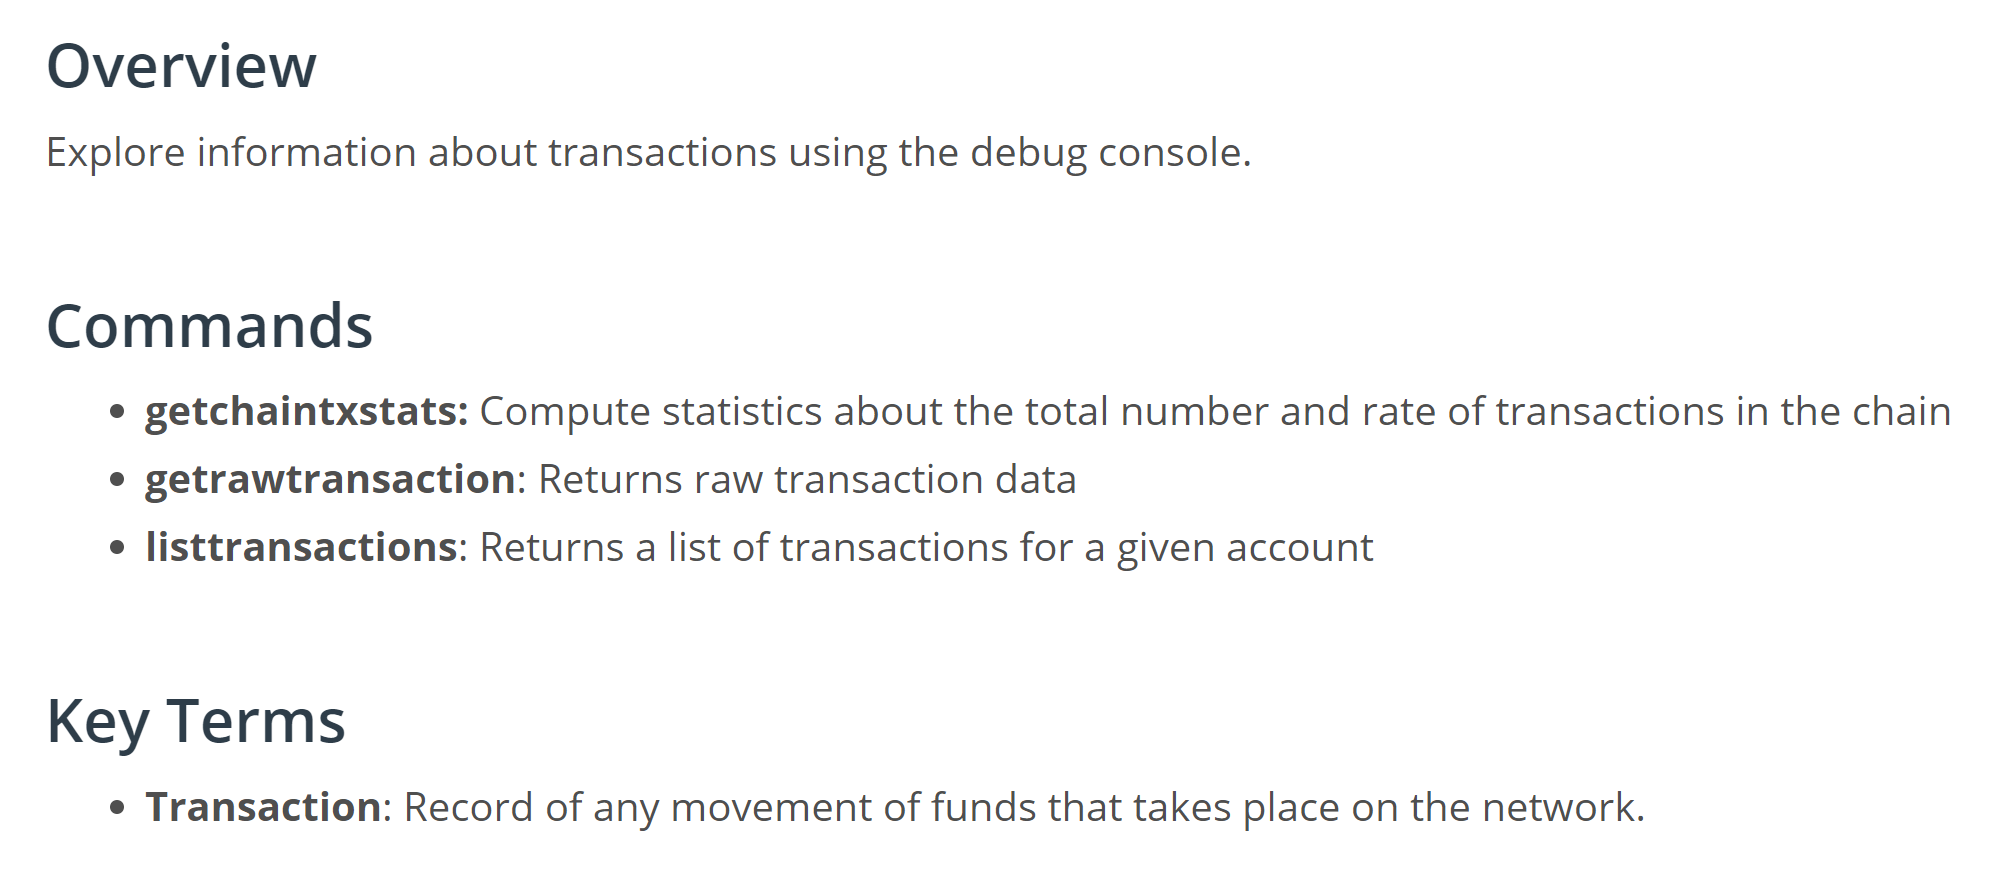 Overview
Explore information about transactions using the debug console.
Commands
• getchaintxstats: Compute statistics about the total number and rate of transactions in the chain
• getrawtransaction: Returns raw transaction data
• listtransactions: Returns a list of transactions for a given account
Key Terms
• Transaction: Record of any movement of funds that takes place on the network.